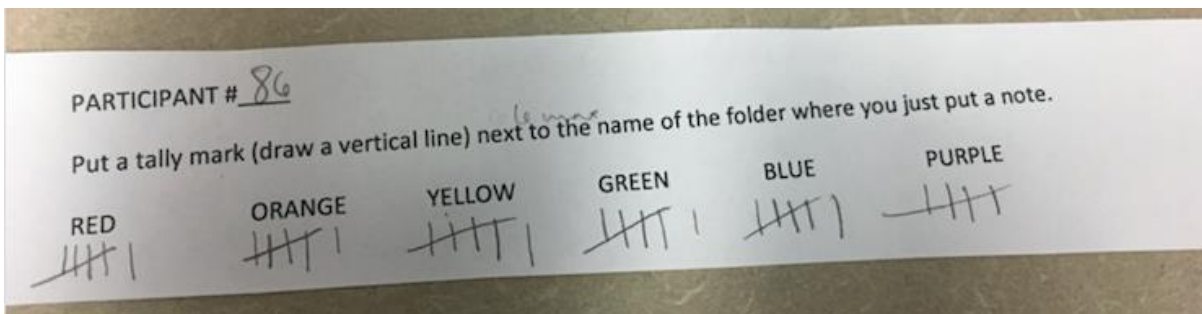 PARTICIPANT # 86
Put a tally mark (draw a vertical line) next to the name of the folder where you just put a note.
RED ORANGE YELLOW GREEN BLUE PURPLE